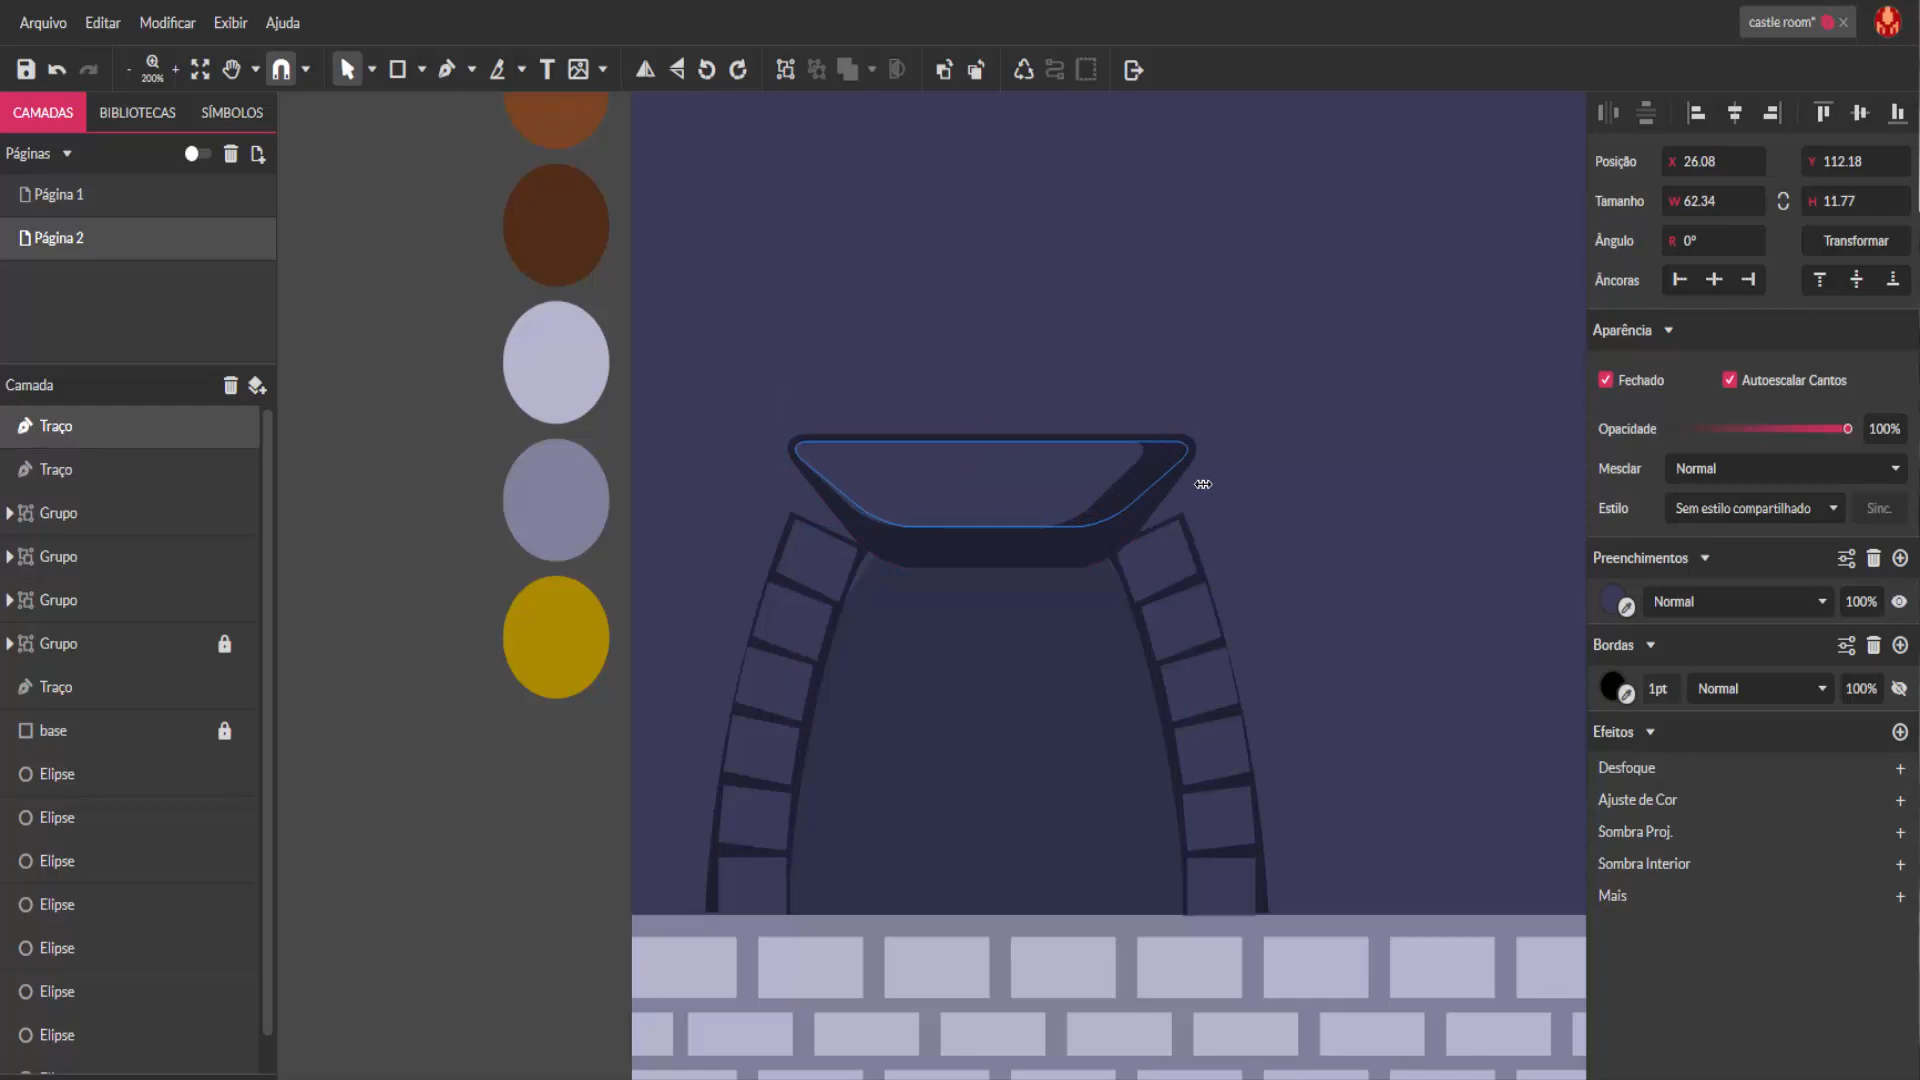 Arquivo Editar Modificar Exibir Ajuda castle room*
- 200% + T
CAMADAS BIBLIOTECAS SÍMBOLOS
Páginas
Página 1
Página 2
Camada
Traço
Traço
Grupo
Grupo
Grupo
Grupo
Traço
base
Elipse
Elipse
Elipse
Elipse
Elipse
Elipse
Elipse
Posição X 26.08 Y 112.18
Tamanho W 62.34 H 11.77
Ângulo R 0° Transformar
Âncoras
Aparência
Fechado Autoescalar Cantos
Opacidade 100%
Mesclar Normal
Estilo Sem estilo compartilhado Sinc.
Preenchimentos
Normal 100%
Bordas
1pt Normal 100%
Efeitos
Desfoque +
Ajuste de Cor +
Sombra Proj. +
Sombra Interior +
Mais +